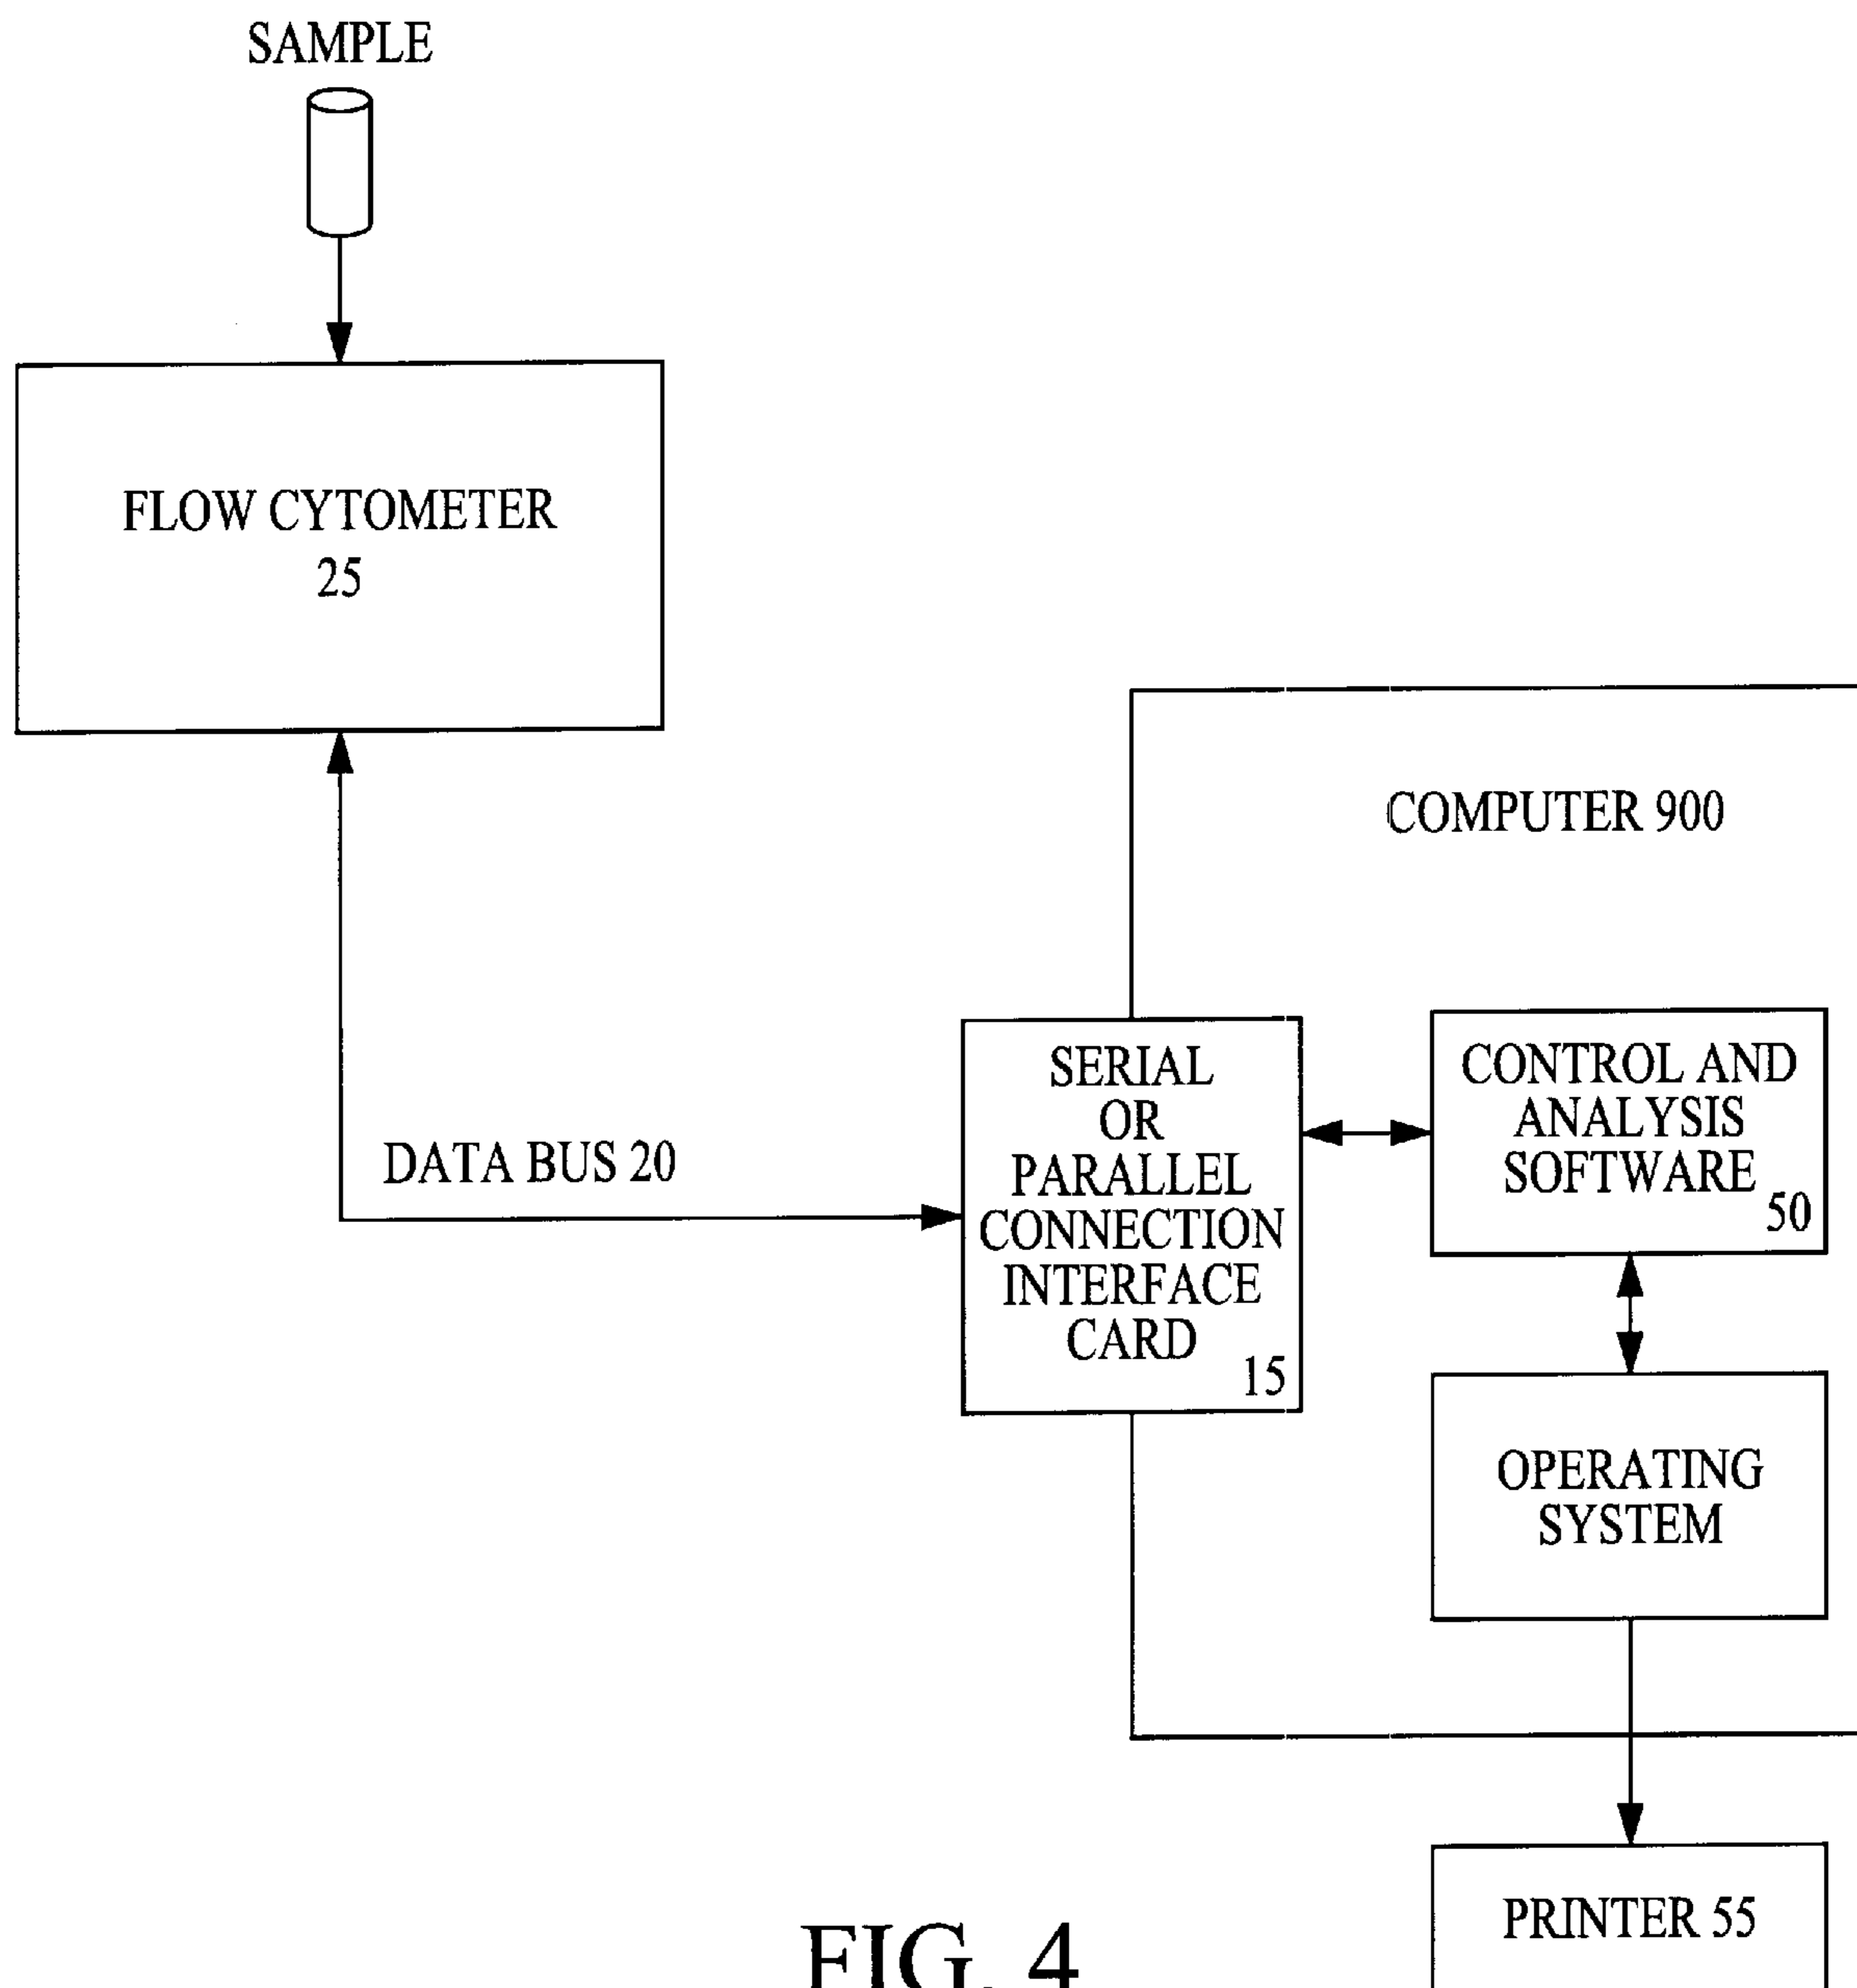 SAMPLE
FLOW CYTOMETER
25
COMPUTER 900
DATA BUS 20
SERIAL
OR
PARALLEL
CONNECTION
INTERFACE
CARD
15
CONTROL AND
ANALYSIS
SOFTWARE
50
OPERATING
SYSTEM
PRINTER 55
FIG. 4